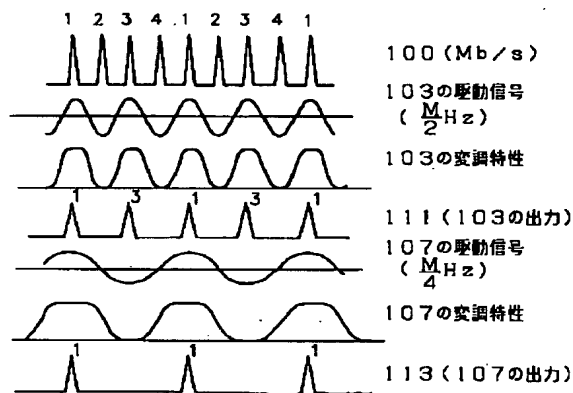 1 2 3 4 1 2 3 4 1
100(Mb/s)
103の駆動信号
(M/2Hz)
103の変調特性
1 3 1 3 1
111(103の出力)
107の駆動信号
(M/4Hz)
107の変調特性
1 1 1
113(107の出力)